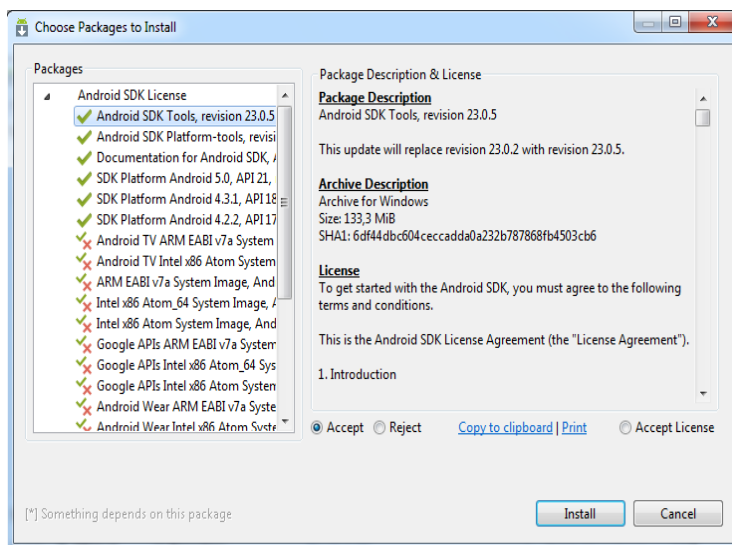 Choose Packages to Install
Packages
Android SDK License
Android SDK Tools, revision 23.0.5
Android SDK Platform-tools, revisi
Documentation for Android SDK, A
SDK Platform Android 5.0, API 21,
SDK Platform Android 4.3.1, API 18
SDK Platform Android 4.2.2, API 17
Android TV ARM EABI v7a System
Android TV Intel x86 Atom System
ARM EABI v7a System Image, And
Intel x86 Atom_64 System Image, A
Intel x86 Atom System Image, And
Google APIs ARM EABI v7a System
Google APIs Intel x86 Atom_64 Sys
Google APIs Intel x86 Atom System
Android Wear ARM EABI v7a Syste
Android Wear Intel x86 Atom Syste
Package Description & License
Package Description
Android SDK Tools, revision 23.0.5
This update will replace revision 23.0.2 with revision 23.0.5.
Archive Description
Archive for Windows
Size: 133,3 MiB
SHA1: 6df44dbc604ceccadda0a232b787868fb4503cb6
License
To get started with the Android SDK, you must agree to the following
terms and conditions.
This is the Android SDK License Agreement (the "License Agreement").
1. Introduction
Accept Reject Copy to clipboard | Print Accept License
[*] Something depends on this package
Install Cancel